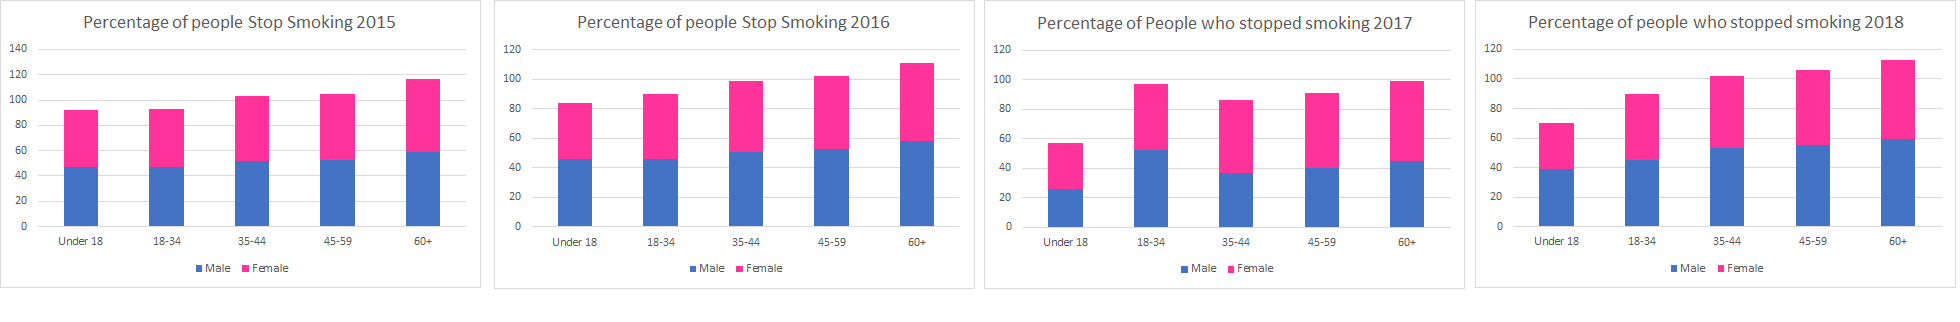 Percentage of people Stop Smoking 2015
140
120
100
80
60
40
20
0
Under 18 18-34 35-44 45-59 60+
Male Female
Percentage of people Stop Smoking 2016
120
100
80
60
40
20
0
Under 18 18-34 35-44 45-59 60+
Male Female
Percentage of People who stopped smoking 2017
120
100
80
60
40
20
0
Under 18 18-34 35-44 45-59 60+
Male Female
Percentage of people who stopped smoking 2018
120
100
80
60
40
20
0
Under 18 18-34 35-44 45-59 60+
Male Female